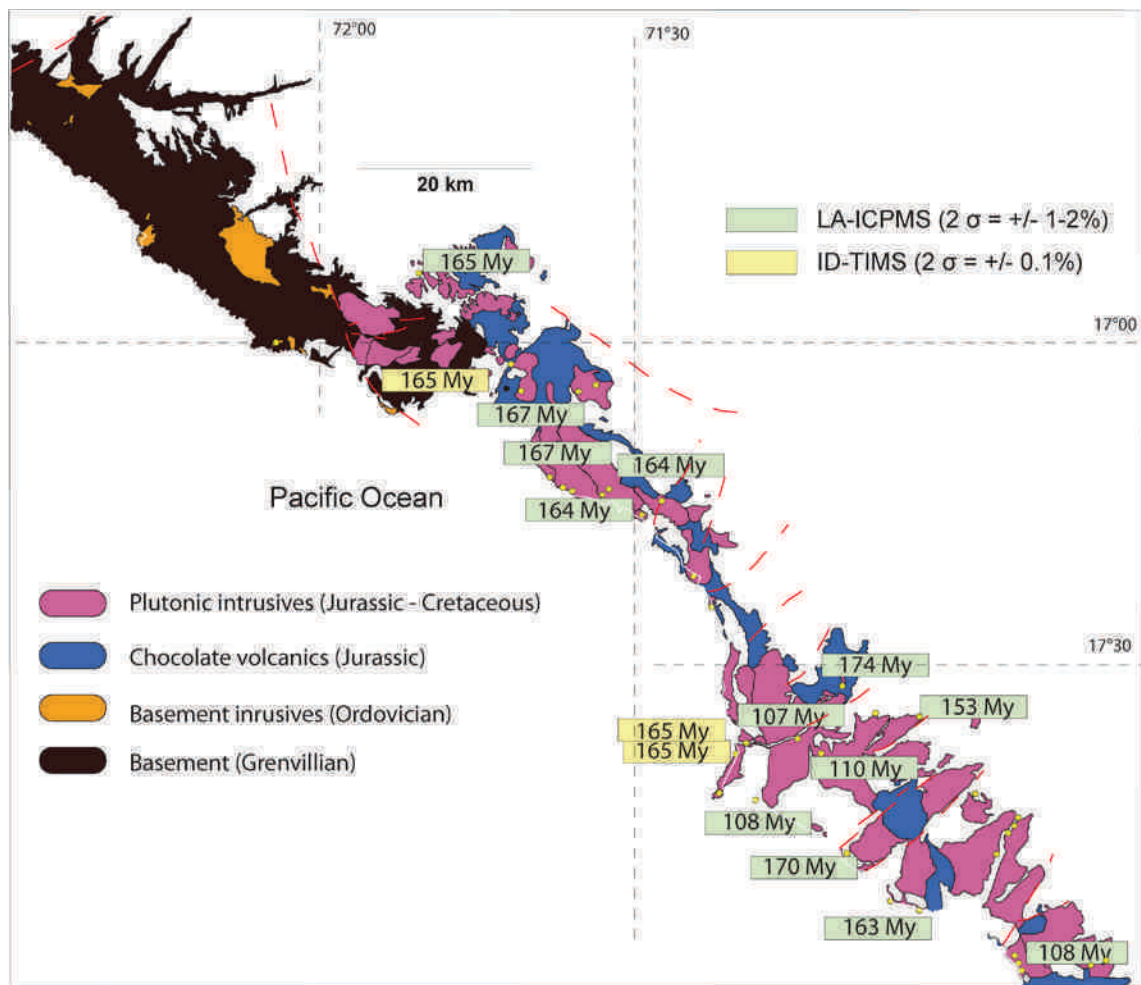 72°00
71°30
20 km
LA-ICPMS (2 σ = +/- 1-2%)
ID-TIMS (2 σ = +/- 0.1%)
165 My
17°00
165 My
167 My
167 My
164 My
164 My
Pacific Ocean
Plutonic intrusives (Jurassic - Cretaceous)
Chocolate volcanics (Jurassic)
Basement inrusives (Ordovician)
Basement (Grenvillian)
17°30
174 My
153 My
107 My
165 My
165 My
110 My
108 My
170 My
163 My
108 My